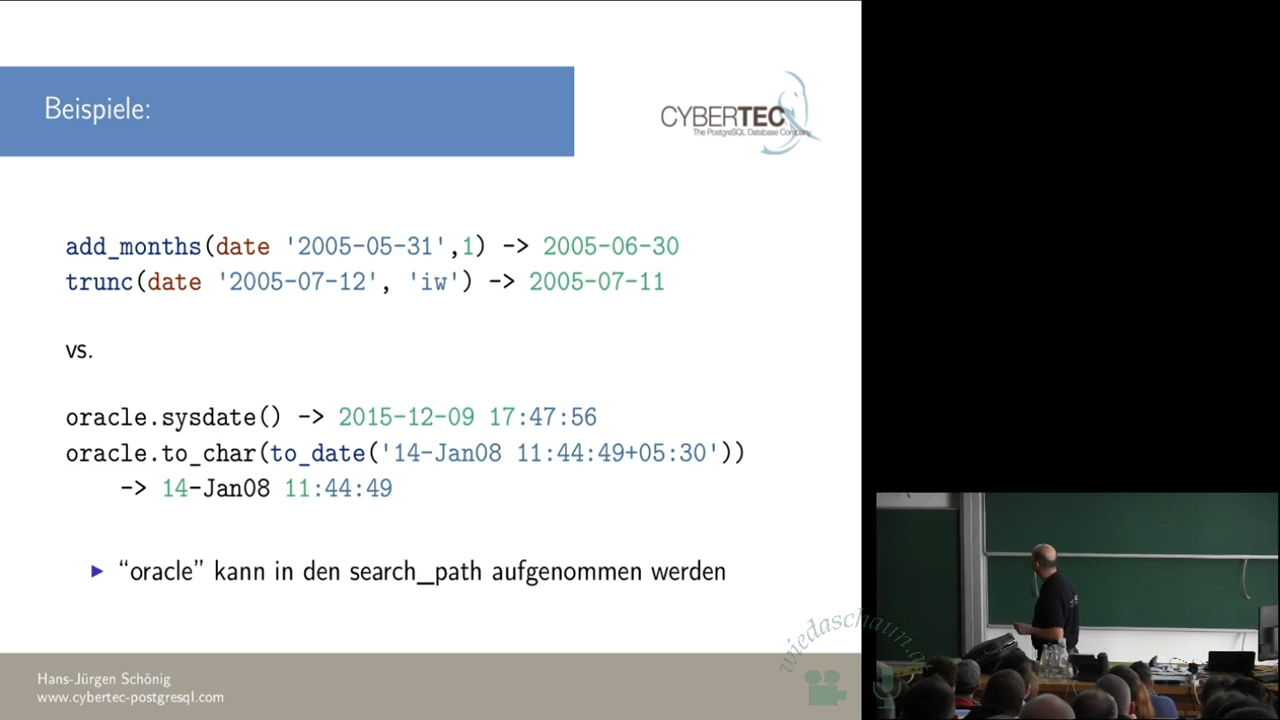 Beispiele:
CYBERTEC
The PostgreSQL Database Company
add_months(date '2005-05-31',1) -> 2005-06-30
trunc(date '2005-07-12', 'iw') -> 2005-07-11
vs.
oracle.sysdate() -> 2015-12-09 17:47:56
oracle.to_char(to_date('14-Jan08 11:44:49+05:30'))
-> 14-Jan08 11:44:49
▶ “oracle” kann in den search_path aufgenommen werden
Hans-Jürgen Schönig
www.cybertec-postgresql.com
wiedaschaun.a